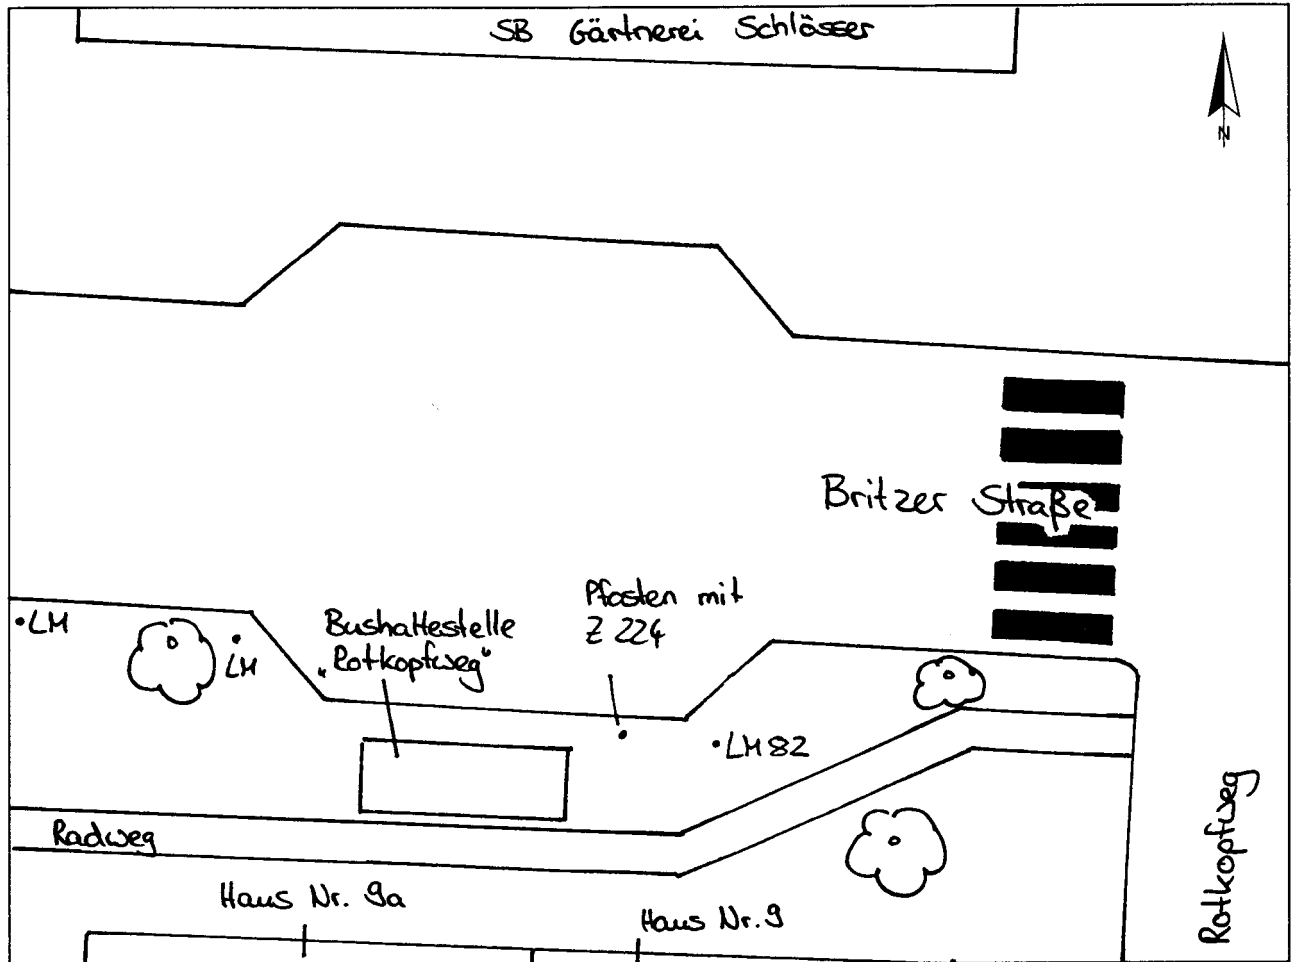 SB Gärtnerei Schlösser
N
Britzer Straße
Pfosten mit
Z 224
Bushaltestelle
"Rotkopfweg"
LM
LM
LM 82
Radweg
Haus Nr. 9a
Haus Nr. 9
Rotkopfweg